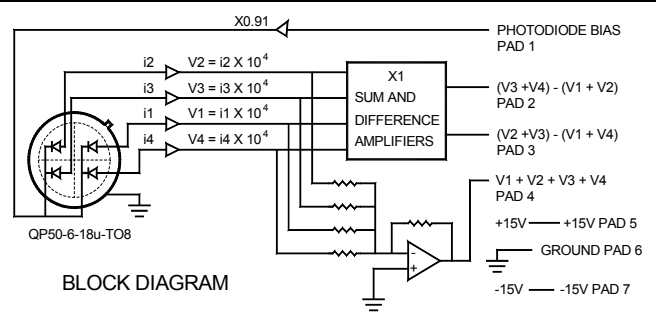 X0.91
PHOTODIODE BIAS
PAD 1
i2 V2 = i2 X 10⁴
i3 V3 = i3 X 10⁴
i1 V1 = i1 X 10⁴
i4 V4 = i4 X 10⁴
X1
SUM AND
DIFFERENCE
AMPLIFIERS
(V3 +V4) - (V1 + V2)
PAD 2
(V2 +V3) - (V1 + V4)
PAD 3
V1 + V2 + V3 + V4
PAD 4
+15V +15V PAD 5
GROUND PAD 6
-15V -15V PAD 7
-
+
QP50-6-18u-TO8
BLOCK DIAGRAM